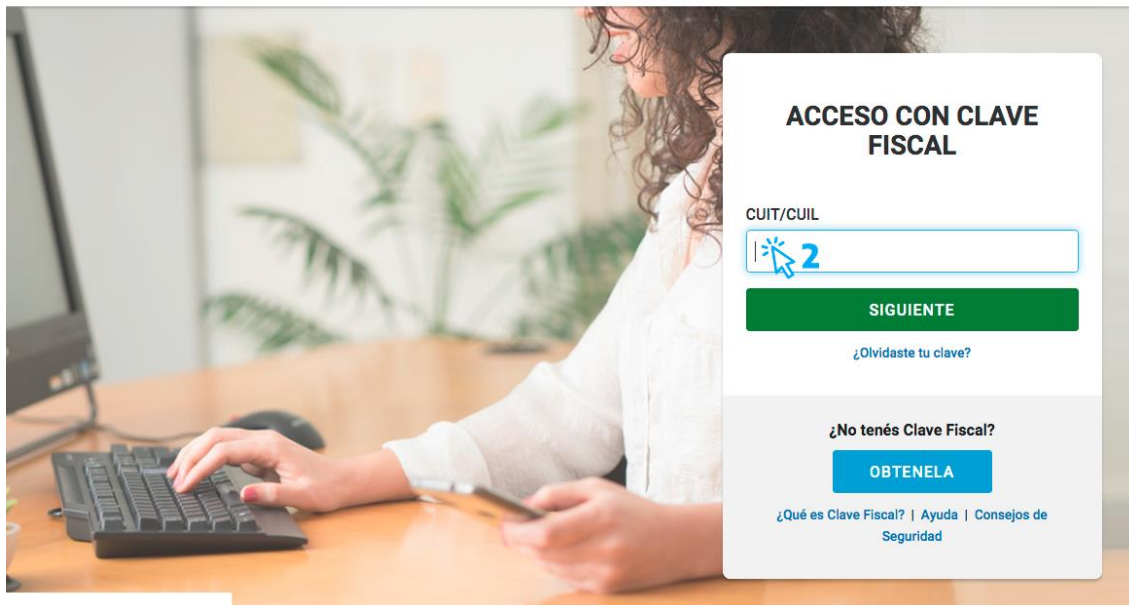 ACCESO CON CLAVE
FISCAL
CUIT/CUIL
2
SIGUIENTE
¿Olvidaste tu clave?
¿No tenés Clave Fiscal?
OBTENELA
¿Qué es Clave Fiscal? | Ayuda | Consejos de
Seguridad